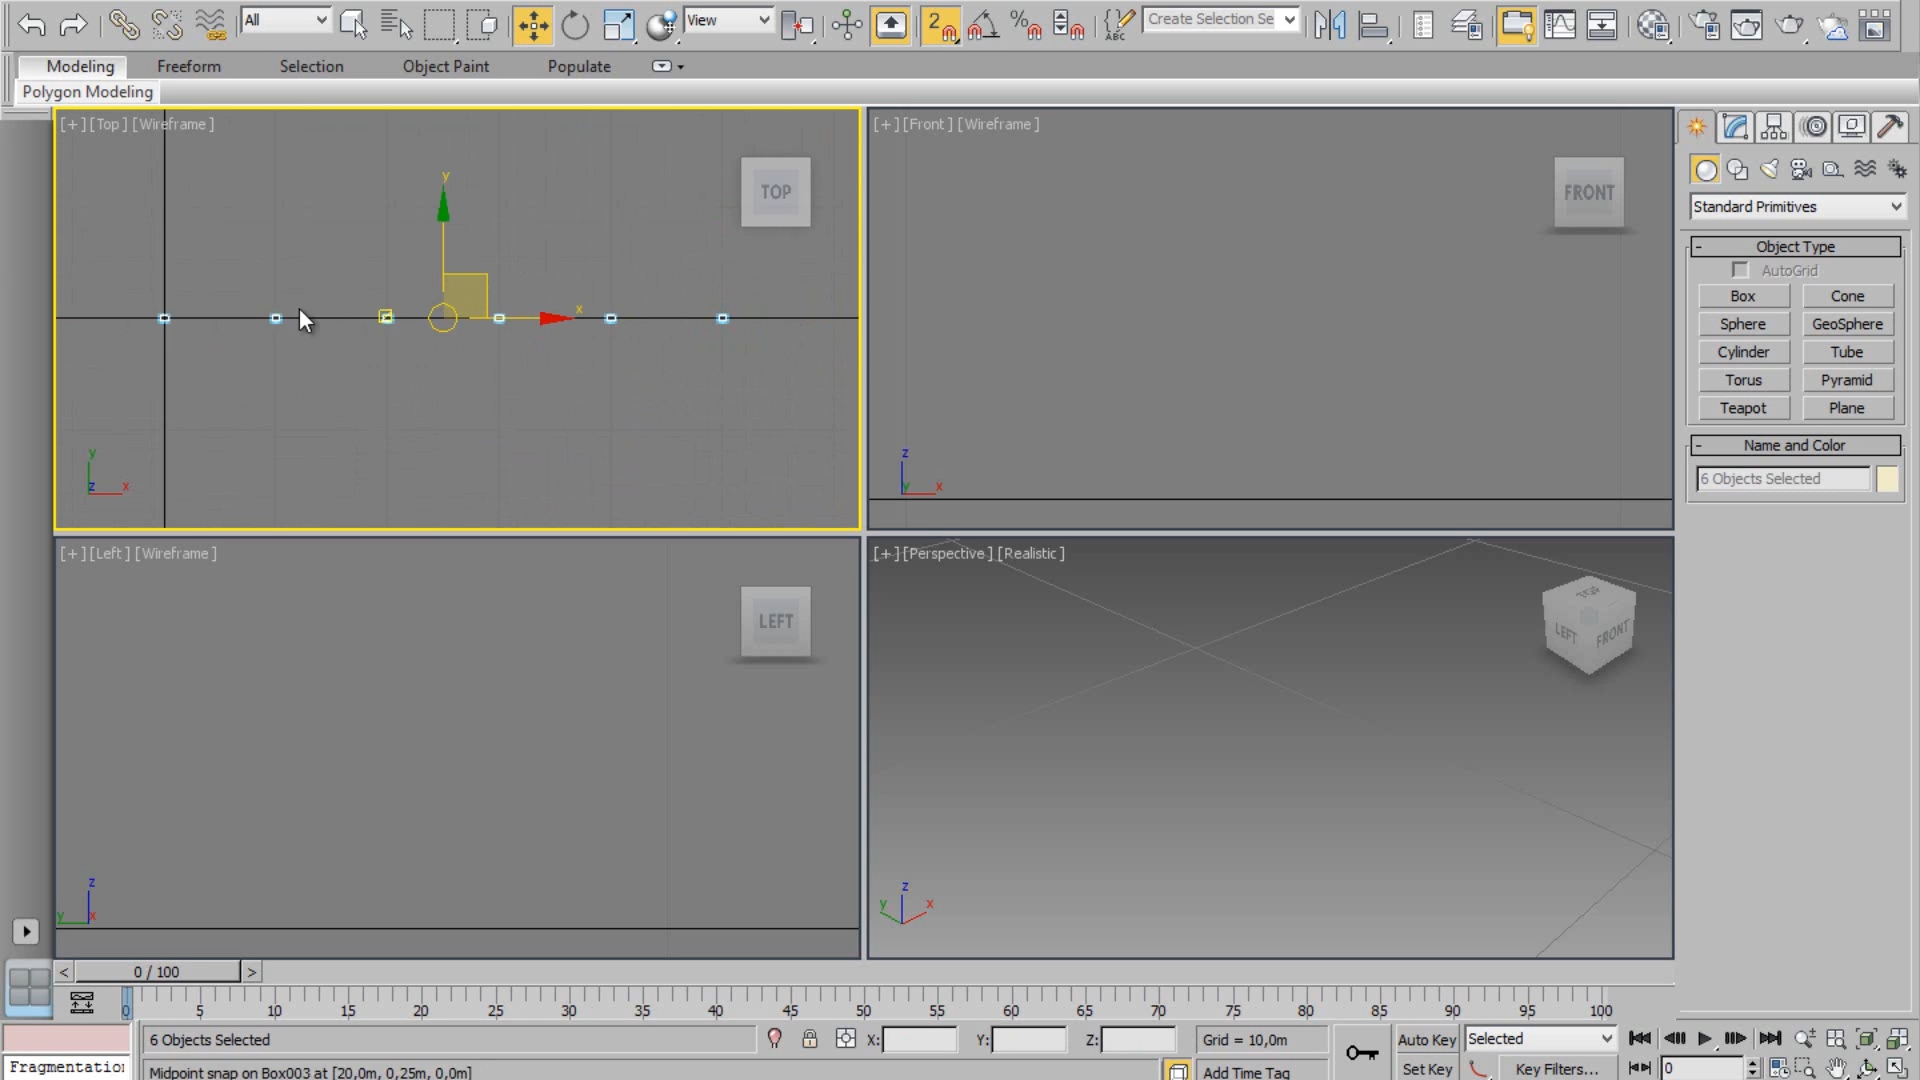 All
View
2
%
ABC
Create Selection Se
Modeling
Freeform
Selection
Object Paint
Populate
Polygon Modeling
[+][Top][Wireframe]
TOP
y
x
y
z
x
[+][Front][Wireframe]
FRONT
z
y
x
[+][Left][Wireframe]
LEFT
z
y
x
[+][Perspective][Realistic]
TOP
LEFT
FRONT
z
y
x
Standard Primitives
- Object Type
AutoGrid
Box
Cone
Sphere
GeoSphere
Cylinder
Tube
Torus
Pyramid
Teapot
Plane
- Name and Color
6 Objects Selected
< 0 / 100 >
0 5 10 15 20 25 30 35 40 45 50 55 60 65 70 75 80 85 90 95 100
6 Objects Selected
X:
Y:
Z:
Grid = 10,0m
Auto Key
Selected
Fragmentatio
Midpoint snap on Box003 at [20,0m, 0,25m, 0,0m]
Add Time Tag
Set Key
Key Filters...
0